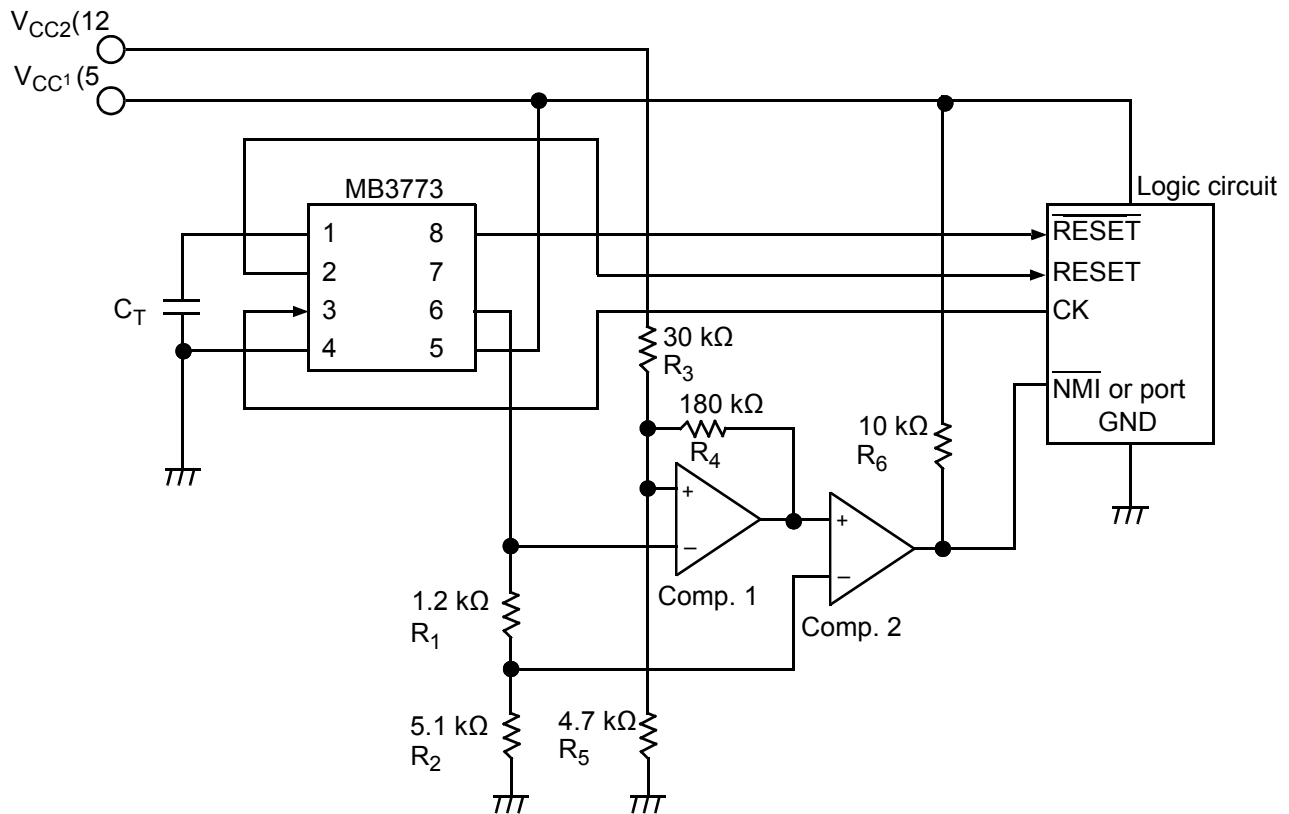 VCC2(12
VCC1 (5
MB3773
Logic circuit
1 8
2 7
3 6
4 5
RESET
RESET
CK
NMI or port
GND
CT
30 kΩ
R3
180 kΩ
R4
10 kΩ
R6
+
−
Comp. 1
+
−
Comp. 2
1.2 kΩ
R1
5.1 kΩ
R2
4.7 kΩ
R5